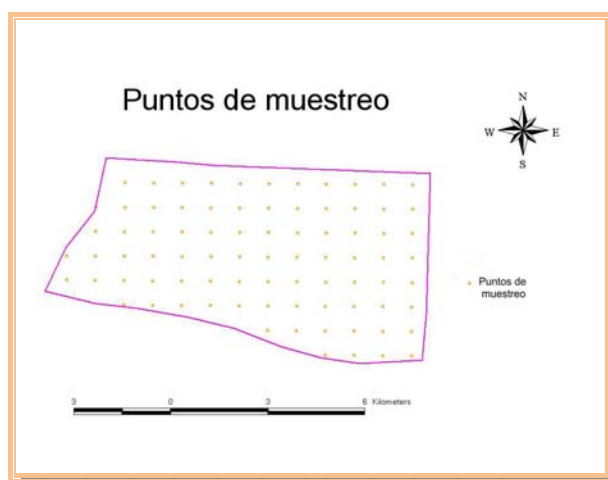 Puntos de muestreo
N
W E
S
Puntos de
muestreo
3 0 3 6 Kilometers